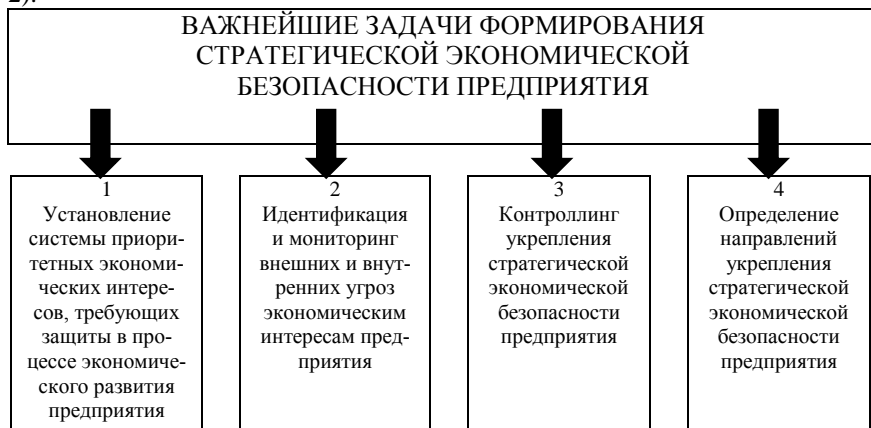 2).
ВАЖНЕЙШИЕ ЗАДАЧИ ФОРМИРОВАНИЯ
СТРАТЕГИЧЕСКОЙ ЭКОНОМИЧЕСКОЙ
БЕЗОПАСНОСТИ ПРЕДПРИЯТИЯ
1
Установление
системы приори-
тетных экономи-
ческих интере-
сов, требующих
защиты в про-
цессе экономиче-
ского развития
предприятия
2
Идентификация
и мониторинг
внешних и внут-
ренних угроз
экономическим
интересам пред-
приятия
3
Контроллинг
укрепления
стратегической
экономической
безопасности
предприятия
4
Определение
направлений
укрепления
стратегической
экономической
безопасности
предприятия